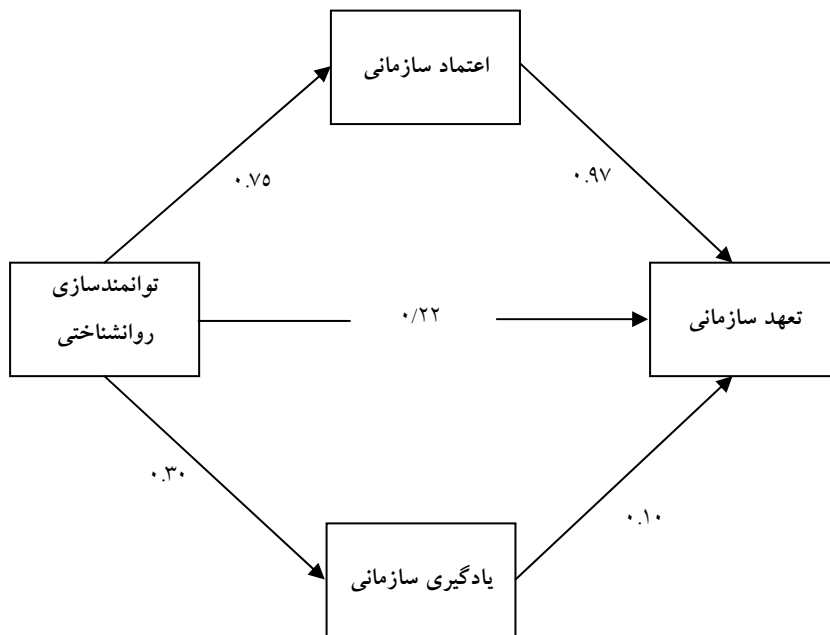 اعتماد سازمانی
۰.۷۵
۰.۹۷
توانمندسازی
روانشناختی
۰/۲۲
تعهد سازمانی
۰.۳۰
۰.۱۰
یادگیری سازمانی